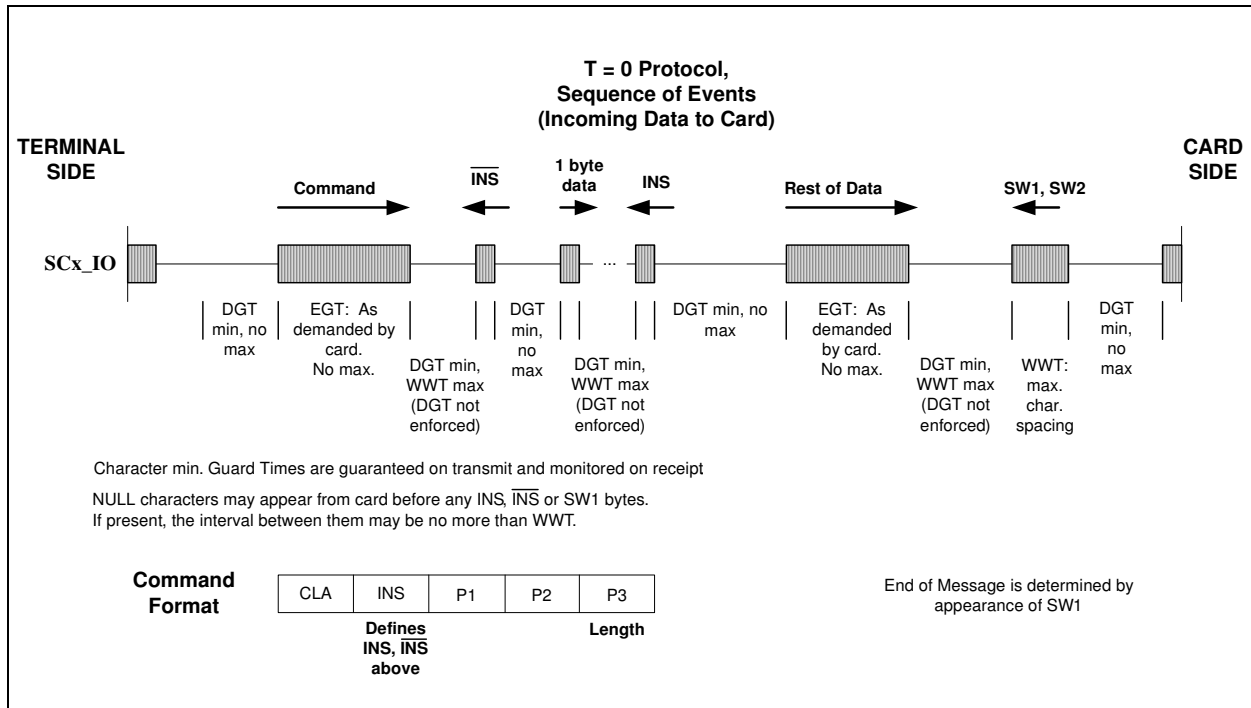 T = 0 Protocol,
Sequence of Events
(Incoming Data to Card)
TERMINAL
SIDE
CARD
SIDE
Command
I̅N̅S̅
1 byte
data
INS
Rest of Data
SW1, SW2
SCx_IO
...
DGT
min, no
max
EGT: As
demanded by
card.
No max.
DGT min,
WWT max
(DGT not
enforced)
DGT
min,
no
max
DGT min,
WWT max
(DGT not
enforced)
DGT min, no
max
EGT: As
demanded
by card.
No max.
DGT min,
WWT max
(DGT not
enforced)
WWT:
max.
char.
spacing
DGT
min,
no
max
Character min. Guard Times are guaranteed on transmit and monitored on receipt
NULL characters may appear from card before any INS, I̅N̅S̅ or SW1 bytes.
If present, the interval between them may be no more than WWT.
Command
Format
CLA INS P1 P2 P3
Defines
INS, I̅N̅S̅
above
Length
End of Message is determined by
appearance of SW1